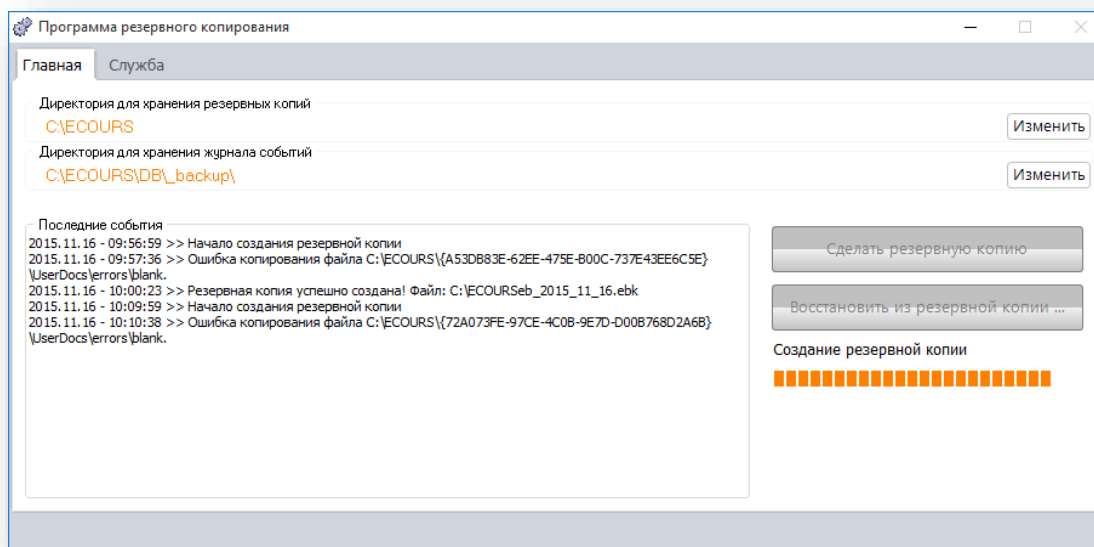 Программа резервного копирования
Главная
Служба
Директория для хранения резервных копий
C:\ECOURS
Изменить
Директория для хранения журнала событий
C:\ECOURS\DB\_backup\
Изменить
Последние события
2015.11.16 - 09:56:59 >> Начало создания резервной копии
2015.11.16 - 09:57:36 >> Ошибка копирования файла C:\ECOURS\{A53DB83E-62EE-475E-B00C-737E43EE6C5E}
\UserDocs\errors\blank.
2015.11.16 - 10:00:23 >> Резервная копия успешно создана! Файл: C:\ECOURSeb_2015_11_16.ebk
2015.11.16 - 10:09:59 >> Начало создания резервной копии
2015.11.16 - 10:10:38 >> Ошибка копирования файла C:\ECOURS\{72A073FE-97CE-4C0B-9E7D-D00B768D2A6B}
\UserDocs\errors\blank.
Сделать резервную копию
Восстановить из резервной копии ...
Создание резервной копии